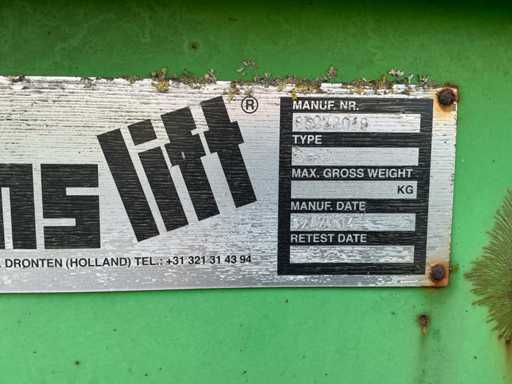 MS lift®
DRONTEN (HOLLAND) TEL.: +31 321 31 43 94
MANUF. NR.
TYPE
MAX. GROSS WEIGHT
KG
MANUF. DATE
RETEST DATE